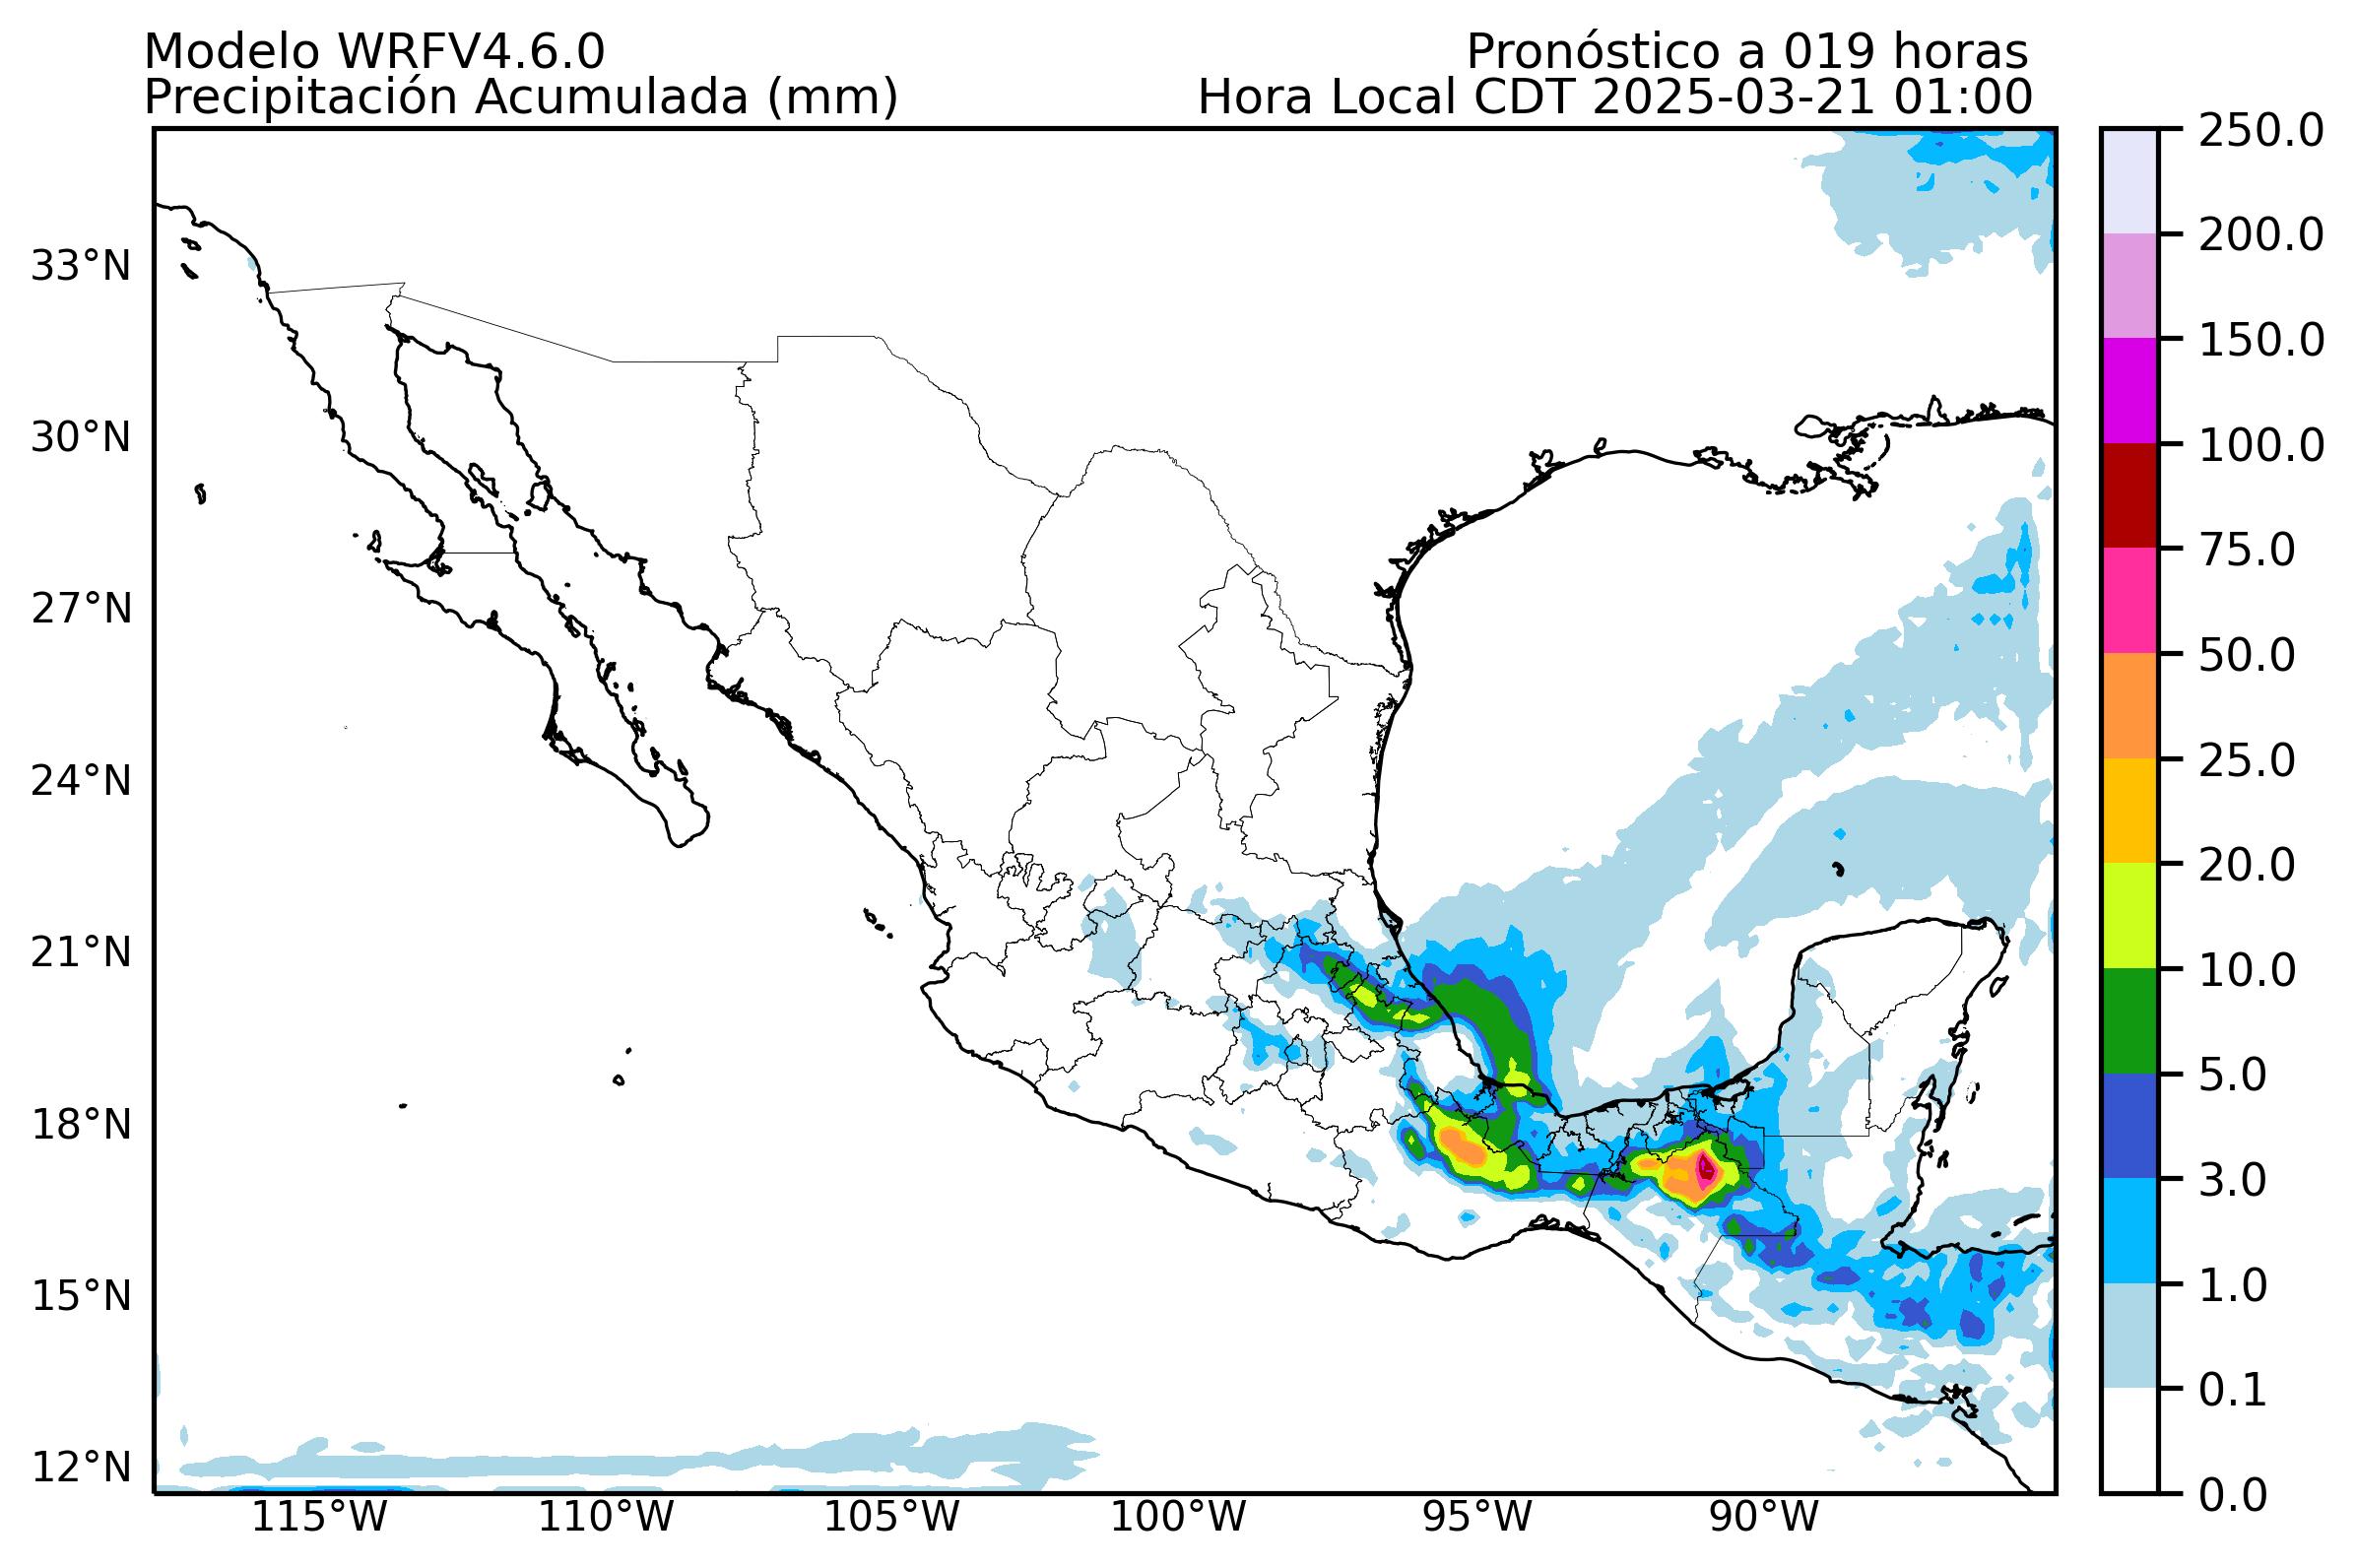 Modelo WRFV4.6.0
Pronóstico a 019 horas
Precipitación Acumulada (mm)
Hora Local CDT 2025-03-21 01:00
33°N
30°N
27°N
24°N
21°N
18°N
15°N
12°N
115°W
110°W
105°W
100°W
95°W
90°W
250.0
200.0
150.0
100.0
75.0
50.0
25.0
20.0
10.0
5.0
3.0
1.0
0.1
0.0